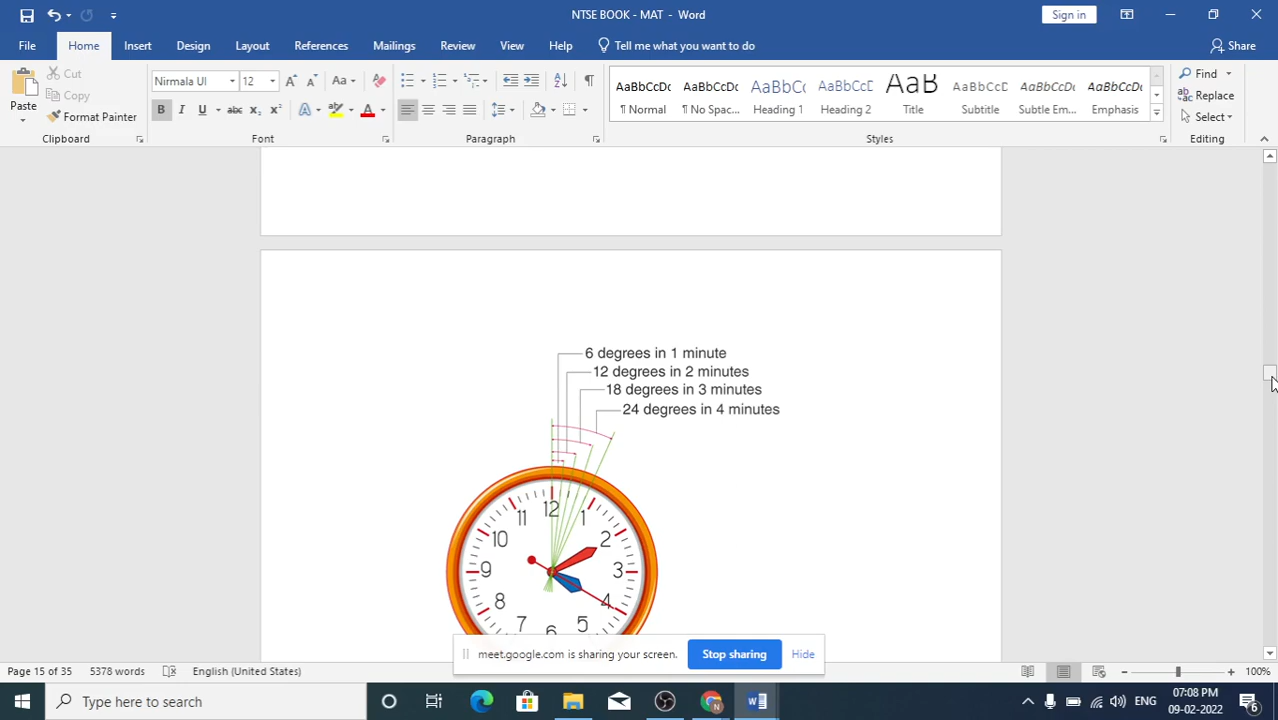 NTSE BOOK - MAT - Word
Sign in
File Home Insert Design Layout References Mailings Review View Help Tell me what you want to do Share
Paste
Cut
Copy
Format Painter
Clipboard
Nirmala UI 12
Aa
B I U abc x₂ x² A A
Font
Paragraph
AaBbCcDc AaBbCcDc AaBbCc AaBbCcD AaB AaBbCcD AaBbCcDc AaBbCcDc
¶ Normal ¶ No Spac... Heading 1 Heading 2 Title Subtitle Subtle Em... Emphasis
Styles
Find
Replace
Select
Editing
6 degrees in 1 minute
12 degrees in 2 minutes
18 degrees in 3 minutes
24 degrees in 4 minutes
12
11 1
10 2
9 3
8 4
7 5
6
meet.google.com is sharing your screen. Stop sharing Hide
Page 15 of 35 5378 words English (United States) 100%
Type here to search
ENG
07:08 PM
09-02-2022
6